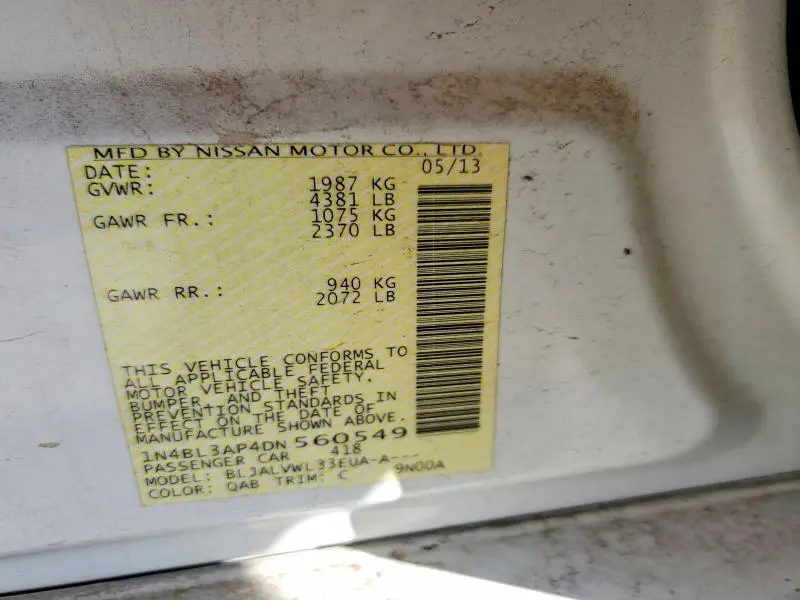 MFD BY NISSAN MOTOR CO., LTD.
DATE: 05/13
GVWR: 1987 KG
4381 LB
GAWR FR.: 1075 KG
2370 LB
GAWR RR.: 940 KG
2072 LB
THIS VEHICLE CONFORMS TO
ALL APPLICABLE FEDERAL
MOTOR VEHICLE SAFETY,
BUMPER, AND THEFT
PREVENTION STANDARDS IN
EFFECT ON THE DATE OF
MANUFACTURE SHOWN ABOVE.
1N4BL3AP4DN560549
PASSENGER CAR 418
MODEL: BLJALVWL33EUA-A---
COLOR: QAB TRIM: C 9N00A